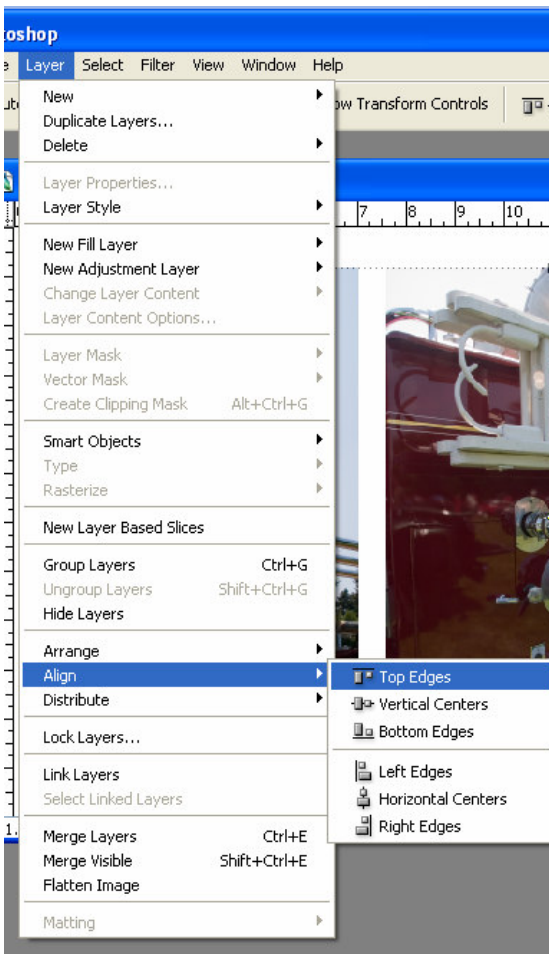 toshop
Layer Select Filter View Window Help
ow Transform Controls
New
Duplicate Layers...
Delete
Layer Properties...
Layer Style
7 8 9 10
New Fill Layer
New Adjustment Layer
Change Layer Content
Layer Content Options...
Layer Mask
Vector Mask
Create Clipping Mask Alt+Ctrl+G
Smart Objects
Type
Rasterize
New Layer Based Slices
Group Layers Ctrl+G
Ungroup Layers Shift+Ctrl+G
Hide Layers
Arrange
Align
Distribute
Lock Layers...
Link Layers
Select Linked Layers
Merge Layers Ctrl+E
Merge Visible Shift+Ctrl+E
Flatten Image
Matting
Top Edges
Vertical Centers
Bottom Edges
Left Edges
Horizontal Centers
Right Edges
1.